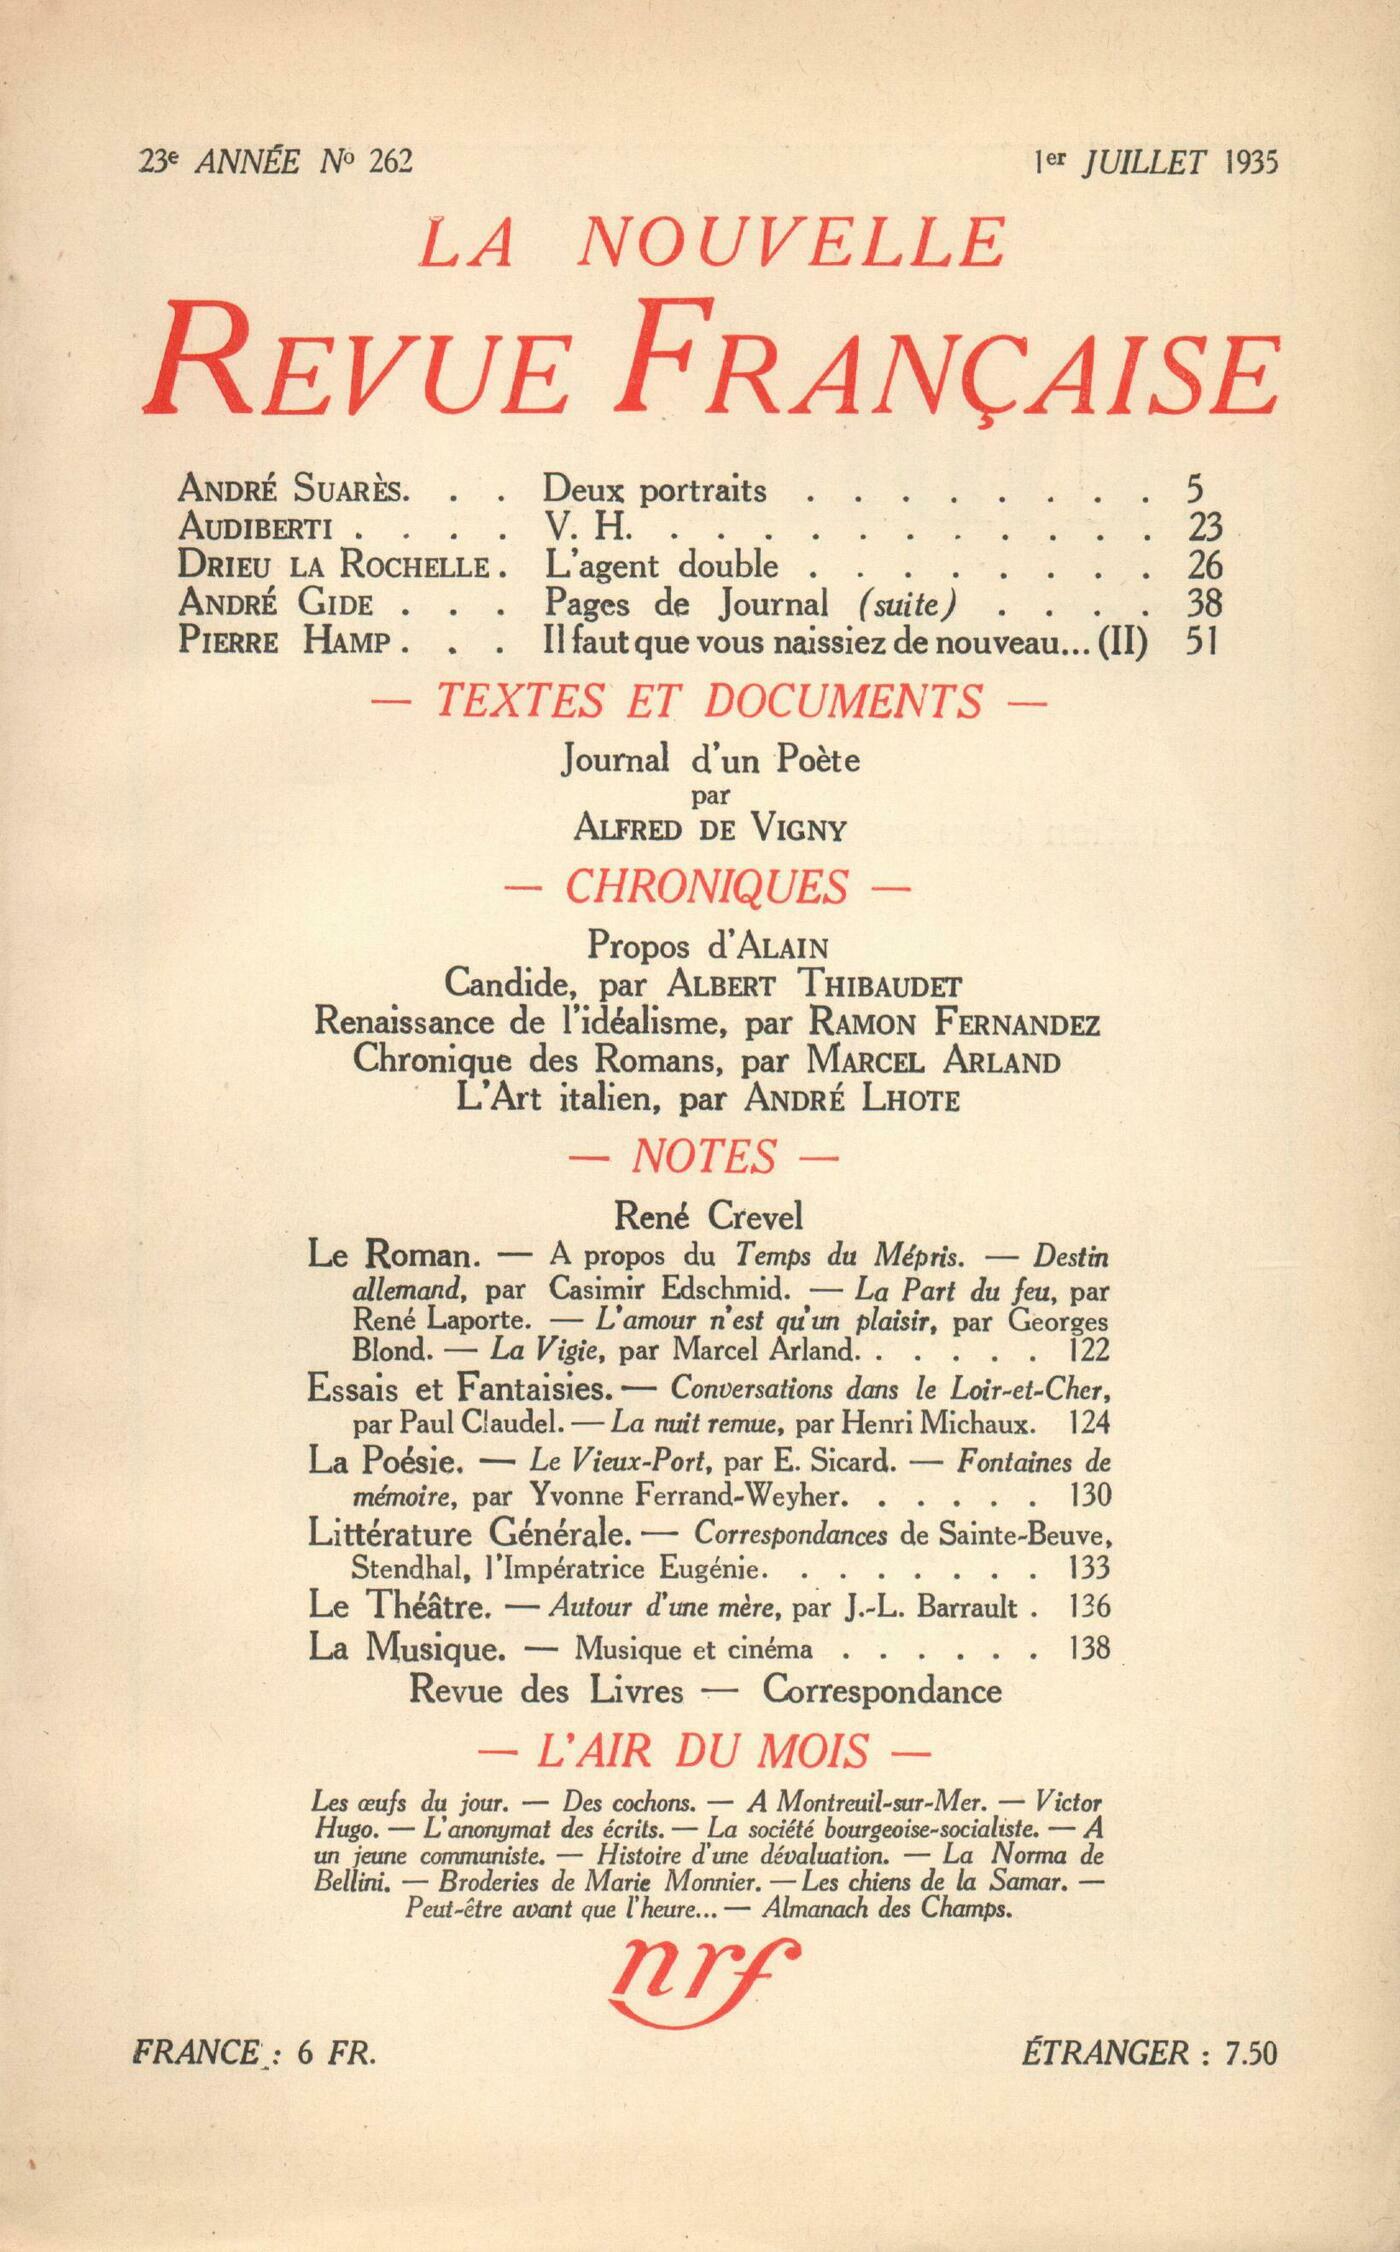 23e ANNÉE No 262
1er JUILLET 1935
LA NOUVELLE
REVUE FRANÇAISE
ANDRÉ SUARÈS. . . Deux portraits . . . . . . . . 5
AUDIBERTI . . . . V. H. . . . . . . . . . . . 23
DRIEU LA ROCHELLE . L'agent double . . . . . . . . 26
ANDRÉ GIDE . . . Pages de Journal (suite) . . . . 38
PIERRE HAMP . . . Il faut que vous naissiez de nouveau... (II) 51
— TEXTES ET DOCUMENTS —
Journal d'un Poète
par
ALFRED DE VIGNY
— CHRONIQUES —
Propos d'ALAIN
Candide, par ALBERT THIBAUDET
Renaissance de l'idéalisme, par RAMON FERNANDEZ
Chronique des Romans, par MARCEL ARLAND
L'Art italien, par ANDRÉ LHOTE
— NOTES —
René Crevel
Le Roman. — A propos du Temps du Mépris. — Destin
allemand, par Casimir Edschmid. — La Part du feu, par
René Laporte. — L'amour n'est qu'un plaisir, par Georges
Blond. — La Vigie, par Marcel Arland. . . . . . . 122
Essais et Fantaisies. — Conversations dans le Loir-et-Cher,
par Paul Claudel. — La nuit remue, par Henri Michaux. 124
La Poésie. — Le Vieux-Port, par E. Sicard. — Fontaines de
mémoire, par Yvonne Ferrand-Weyher. . . . . . . 130
Littérature Générale. — Correspondances de Sainte-Beuve,
Stendhal, l'Impératrice Eugénie. . . . . . . . . 133
Le Théâtre. — Autour d'une mère, par J.-L. Barrault . 136
La Musique. — Musique et cinéma . . . . . . 138
Revue des Livres — Correspondance
— L'AIR DU MOIS —
Les œufs du jour. — Des cochons. — A Montreuil-sur-Mer. — Victor
Hugo. — L'anonymat des écrits. — La société bourgeoise-socialiste. — A
un jeune communiste. — Histoire d'une dévaluation. — La Norma de
Bellini. — Broderies de Marie Monnier. — Les chiens de la Samar. —
Peut-être avant que l'heure... — Almanach des Champs.
nrf
FRANCE : 6 FR.
ÉTRANGER : 7.50